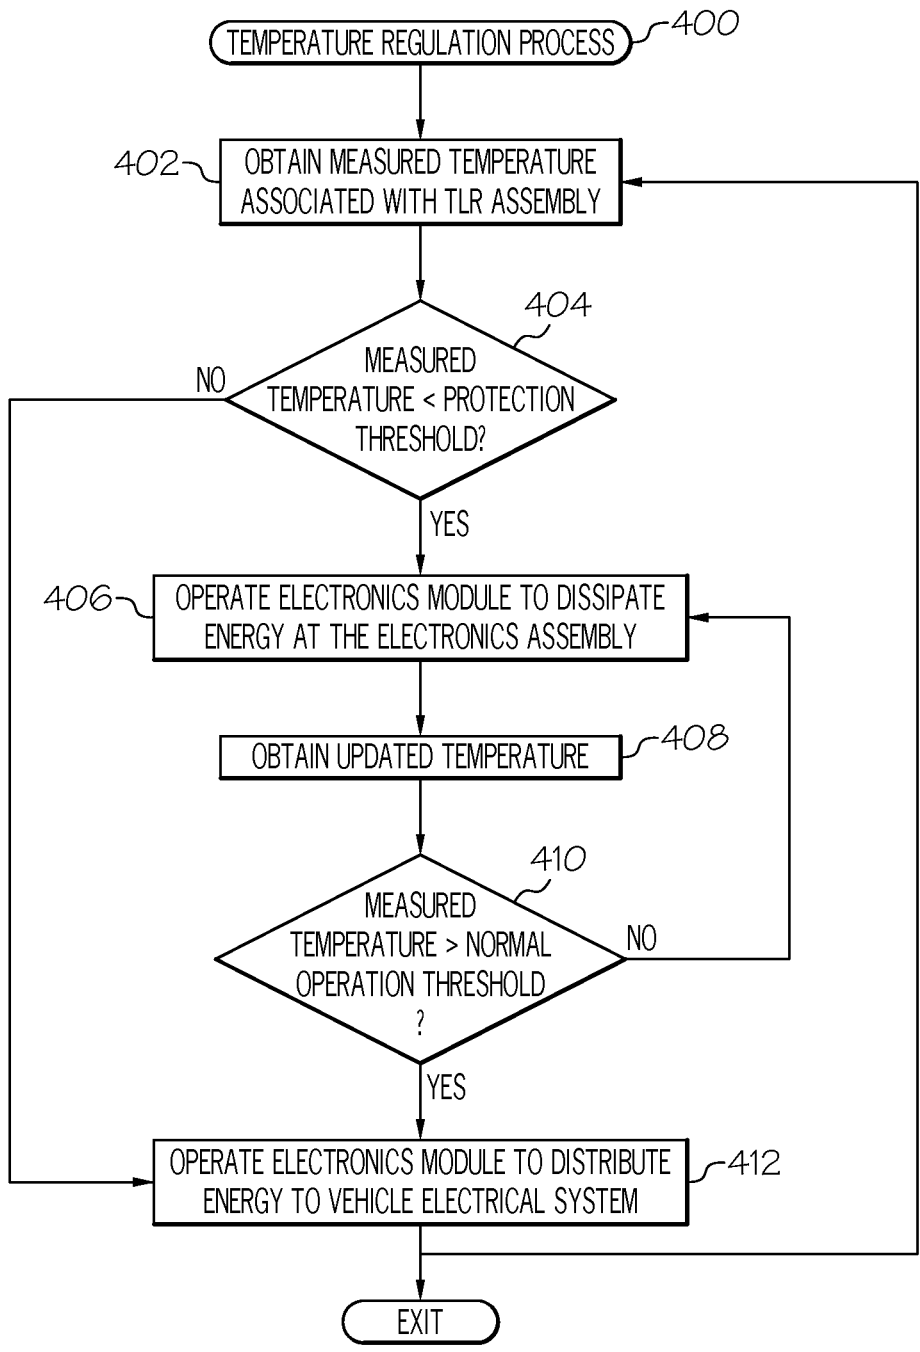 TEMPERATURE REGULATION PROCESS
400
402
OBTAIN MEASURED TEMPERATURE
ASSOCIATED WITH TLR ASSEMBLY
404
MEASURED
TEMPERATURE < PROTECTION
THRESHOLD?
NO
YES
406
OPERATE ELECTRONICS MODULE TO DISSIPATE
ENERGY AT THE ELECTRONICS ASSEMBLY
OBTAIN UPDATED TEMPERATURE
408
410
MEASURED
TEMPERATURE > NORMAL
OPERATION THRESHOLD
?
NO
YES
OPERATE ELECTRONICS MODULE TO DISTRIBUTE
ENERGY TO VEHICLE ELECTRICAL SYSTEM
412
EXIT